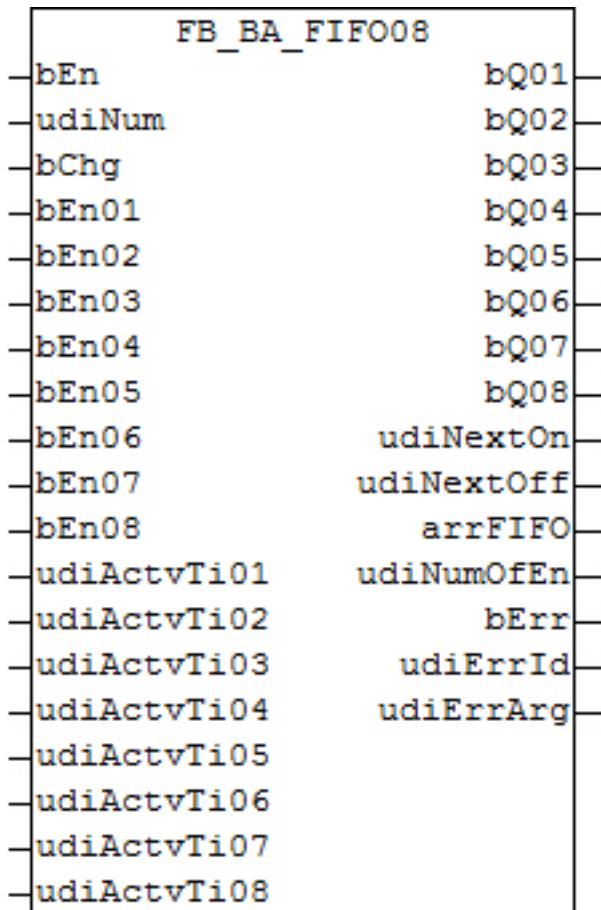 FB_BA_FIFO08
bEn bQ01
udiNum bQ02
bChg bQ03
bEn01 bQ04
bEn02 bQ05
bEn03 bQ06
bEn04 bQ07
bEn05 bQ08
bEn06 udiNextOn
bEn07 udiNextOff
bEn08 arrFIFO
udiActvTi01 udiNumOfEn
udiActvTi02 bErr
udiActvTi03 udiErrId
udiActvTi04 udiErrArg
udiActvTi05
udiActvTi06
udiActvTi07
udiActvTi08